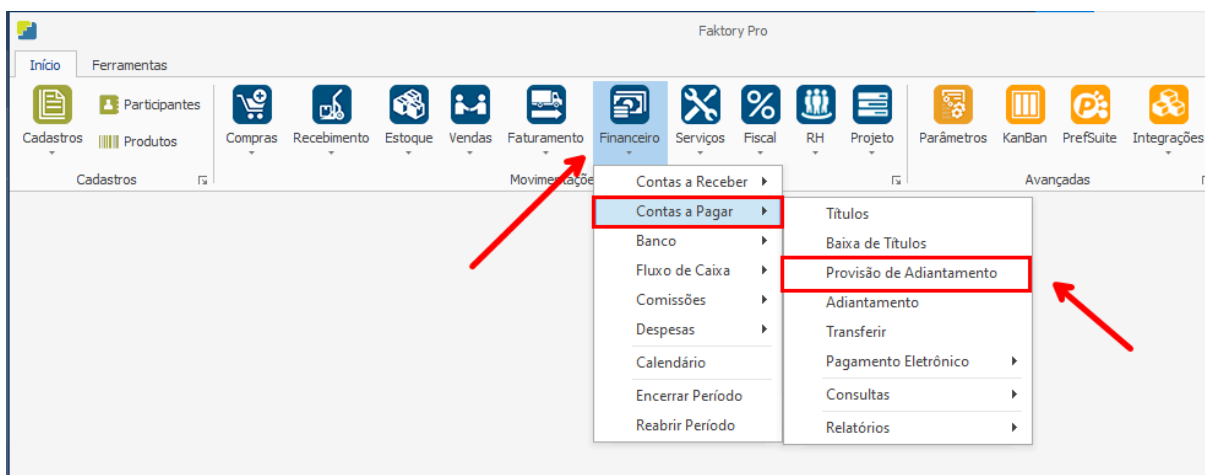 Faktory Pro
Início Ferramentas
Participantes
Produtos
Cadastros Compras Recebimento Estoque Vendas Faturamento Financeiro Serviços Fiscal RH Projeto Parâmetros KanBan PrefSuite Integrações
Cadastros Movimentaçõe Avançadas
Contas a Receber
Contas a Pagar
Banco
Fluxo de Caixa
Comissões
Despesas
Calendário
Encerrar Período
Reabrir Período
Títulos
Baixa de Títulos
Provisão de Adiantamento
Adiantamento
Transferir
Pagamento Eletrônico
Consultas
Relatórios